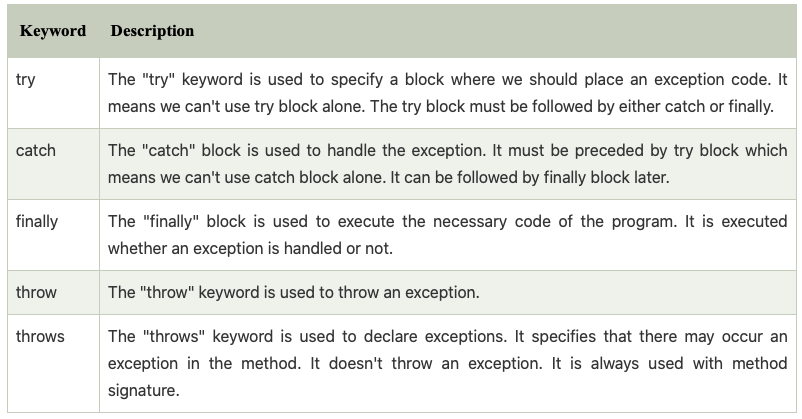 Keyword Description
try The "try" keyword is used to specify a block where we should place an exception code. It
means we can't use try block alone. The try block must be followed by either catch or finally.
catch The "catch" block is used to handle the exception. It must be preceded by try block which
means we can't use catch block alone. It can be followed by finally block later.
finally The "finally" block is used to execute the necessary code of the program. It is executed
whether an exception is handled or not.
throw The "throw" keyword is used to throw an exception.
throws The "throws" keyword is used to declare exceptions. It specifies that there may occur an
exception in the method. It doesn't throw an exception. It is always used with method
signature.